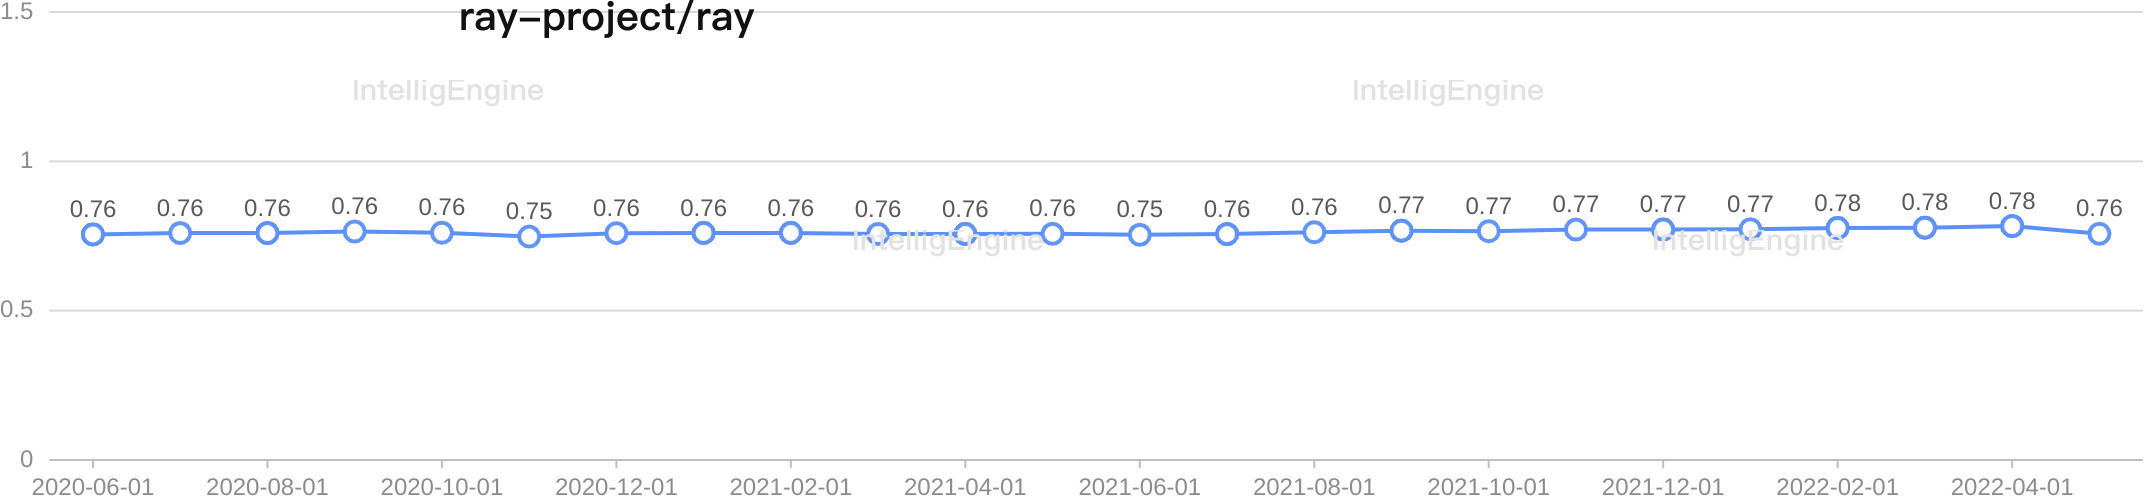 ray-project/ray
1.5
IntelligEngine IntelligEngine
1
0.76 0.76 0.76 0.76 0.76 0.75 0.76 0.76 0.76 0.76 0.76 0.76 0.75 0.76 0.76 0.77 0.77 0.77 0.77 0.77 0.78 0.78 0.78 0.76
IntelligEngine IntelligEngine
0.5
0
2020-06-01 2020-08-01 2020-10-01 2020-12-01 2021-02-01 2021-04-01 2021-06-01 2021-08-01 2021-10-01 2021-12-01 2022-02-01 2022-04-01